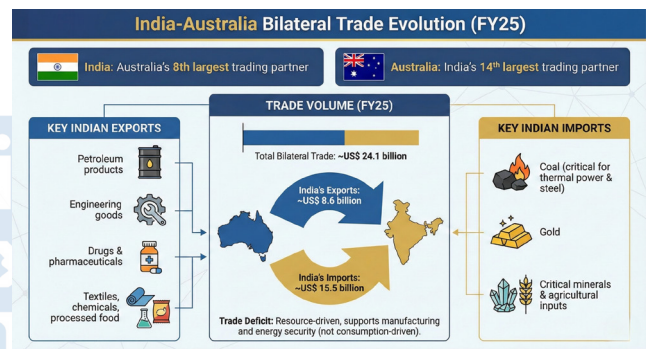 India-Australia Bilateral Trade Evolution (FY25)
India: Australia's 8th largest trading partner
Australia: India's 14th largest trading partner
KEY INDIAN EXPORTS
Petroleum
products
Engineering
goods
Drugs &
pharmaceuticals
Textiles,
chemicals,
processed food
TRADE VOLUME (FY25)
Total Bilateral Trade: ~US$ 24.1 billion
India's Exports:
~US$ 8.6 billion
India's Imports:
~US$ 15.5 billion
Trade Deficit: Resource-driven, supports manufacturing
and energy security (not consumption-driven).
KEY INDIAN IMPORTS
Coal (critical for
thermal power &
steel)
Gold
Critical minerals
& agricultural
inputs